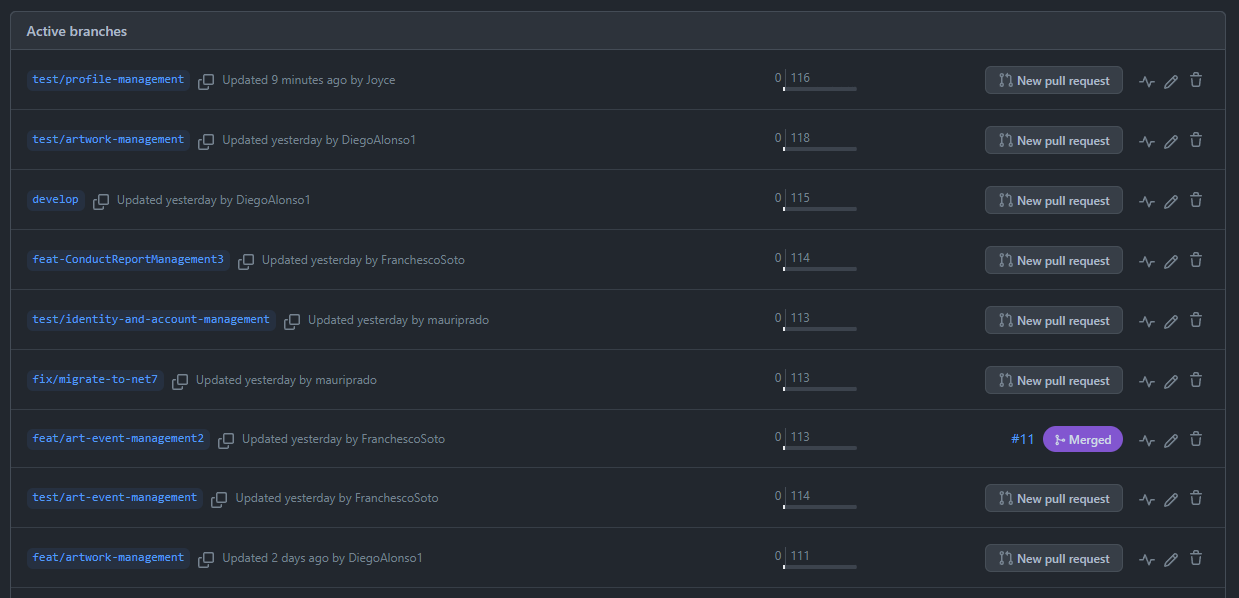 Active branches
test/profile-management Updated 9 minutes ago by Joyce 0 116 New pull request
test/artwork-management Updated yesterday by DiegoAlonso1 0 118 New pull request
develop Updated yesterday by DiegoAlonso1 0 115 New pull request
feat-ConductReportManagement3 Updated yesterday by FranchescoSoto 0 114 New pull request
test/identity-and-account-management Updated yesterday by mauriprado 0 113 New pull request
fix/migrate-to-net7 Updated yesterday by mauriprado 0 113 New pull request
feat/art-event-management2 Updated yesterday by FranchescoSoto 0 113 #11 Merged
test/art-event-management Updated yesterday by FranchescoSoto 0 114 New pull request
feat/artwork-management Updated 2 days ago by DiegoAlonso1 0 111 New pull request